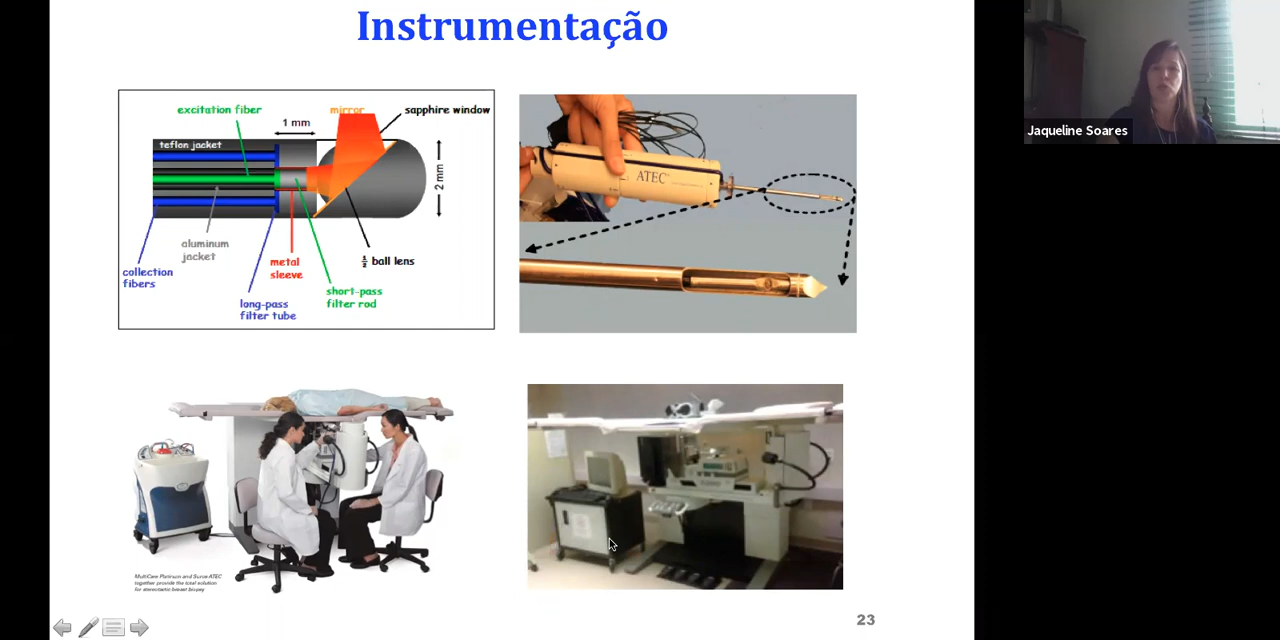 Instrumentação
excitation fiber
mirror
sapphire window
1 mm
teflon jacket
2 mm
aluminum
jacket
½ ball lens
metal
sleeve
collection
fibers
short-pass
filter rod
long-pass
filter tube
ATEC
Jaqueline Soares
MultiCare Platinum and Suros ATEC
together provide the total solution
for stereotactic breast biopsy
23